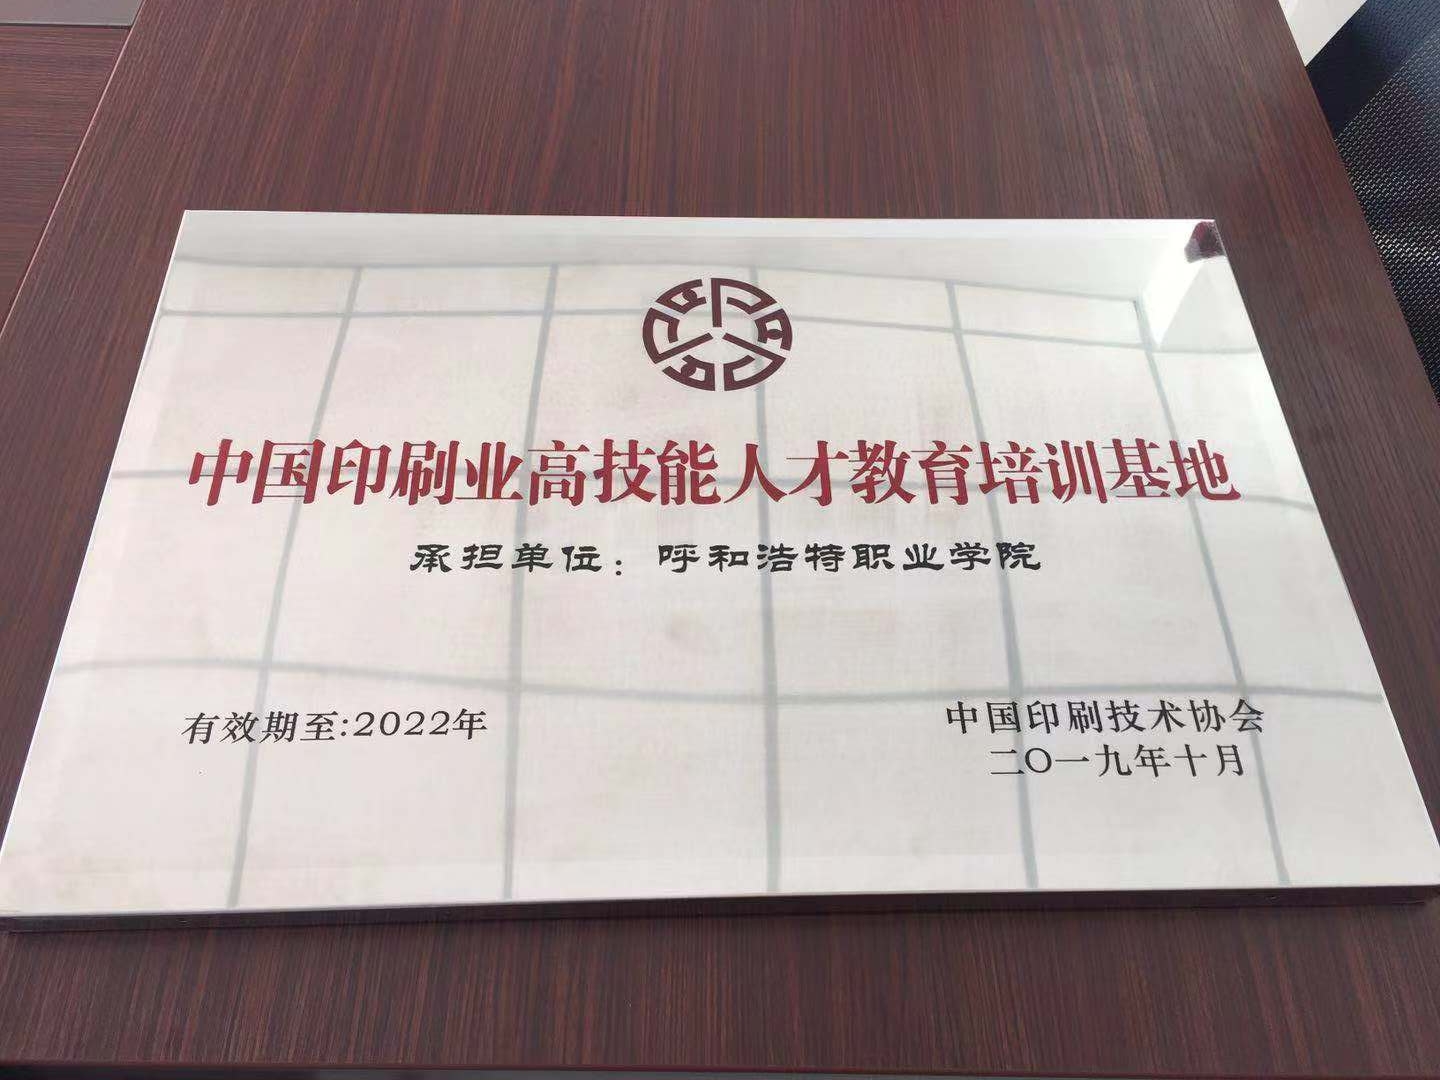 中国印刷业高技能人才教育培训基地
承担单位：呼和浩特职业学院
有效期至:2022年
中国印刷技术协会
二〇一九年十月